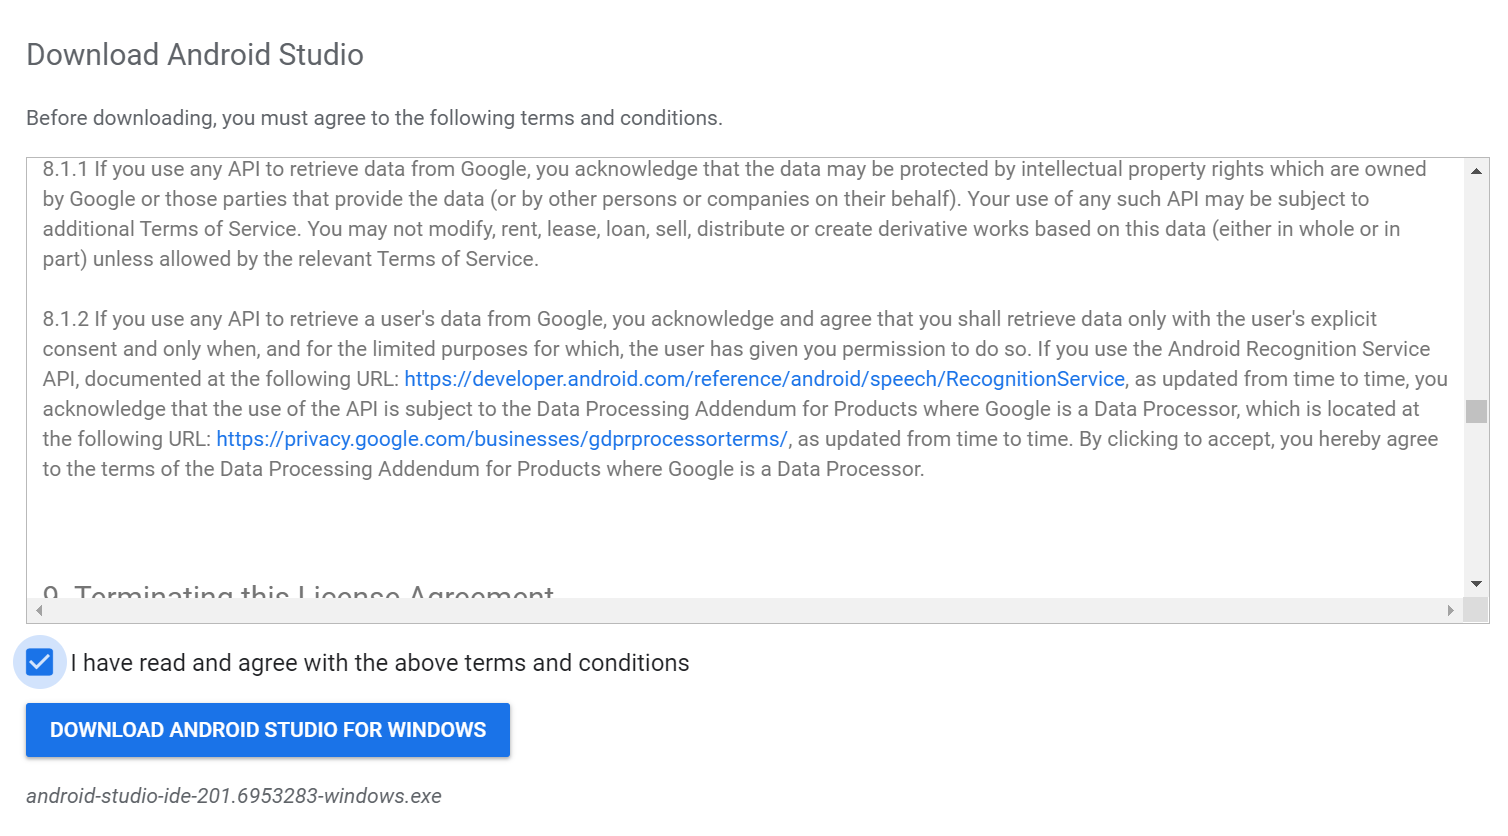 Download Android Studio
Before downloading, you must agree to the following terms and conditions.
8.1.1 If you use any API to retrieve data from Google, you acknowledge that the data may be protected by intellectual property rights which are owned
by Google or those parties that provide the data (or by other persons or companies on their behalf). Your use of any such API may be subject to
additional Terms of Service. You may not modify, rent, lease, loan, sell, distribute or create derivative works based on this data (either in whole or in
part) unless allowed by the relevant Terms of Service.
8.1.2 If you use any API to retrieve a user's data from Google, you acknowledge and agree that you shall retrieve data only with the user's explicit
consent and only when, and for the limited purposes for which, the user has given you permission to do so. If you use the Android Recognition Service
API, documented at the following URL: https://developer.android.com/reference/android/speech/RecognitionService, as updated from time to time, you
acknowledge that the use of the API is subject to the Data Processing Addendum for Products where Google is a Data Processor, which is located at
the following URL: https://privacy.google.com/businesses/gdprprocessorterms/, as updated from time to time. By clicking to accept, you hereby agree
to the terms of the Data Processing Addendum for Products where Google is a Data Processor.
9. Terminating this License Agreement
I have read and agree with the above terms and conditions
DOWNLOAD ANDROID STUDIO FOR WINDOWS
android-studio-ide-201.6953283-windows.exe